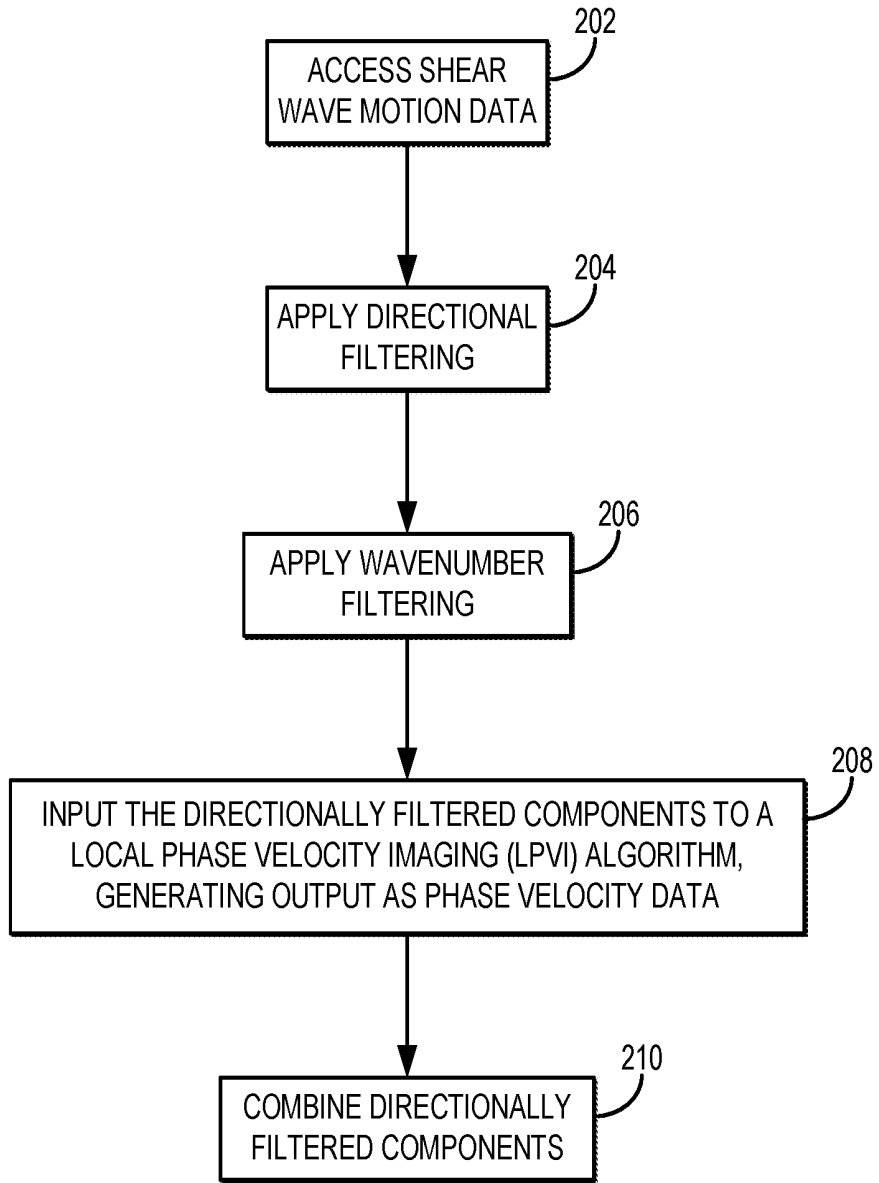 202
ACCESS SHEAR
WAVE MOTION DATA
204
APPLY DIRECTIONAL
FILTERING
206
APPLY WAVENUMBER
FILTERING
208
INPUT THE DIRECTIONALLY FILTERED COMPONENTS TO A
LOCAL PHASE VELOCITY IMAGING (LPVI) ALGORITHM,
GENERATING OUTPUT AS PHASE VELOCITY DATA
210
COMBINE DIRECTIONALLY
FILTERED COMPONENTS